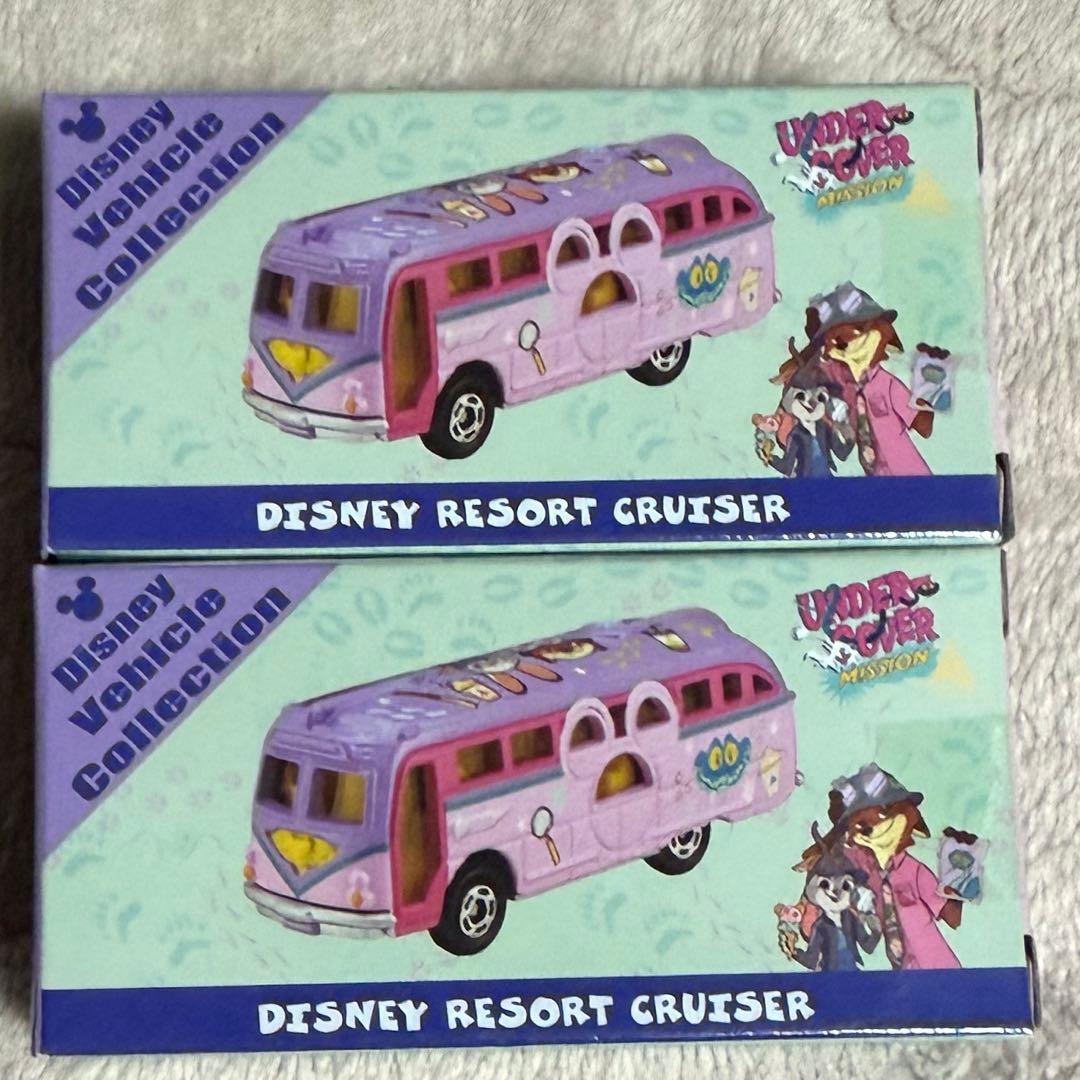 Disney
Vehicle
Collection
UNDER-
COVER
MISSION
DISNEY RESORT CRUISER
Disney
Vehicle
Collection
UNDER-
COVER
MISSION
DISNEY RESORT CRUISER